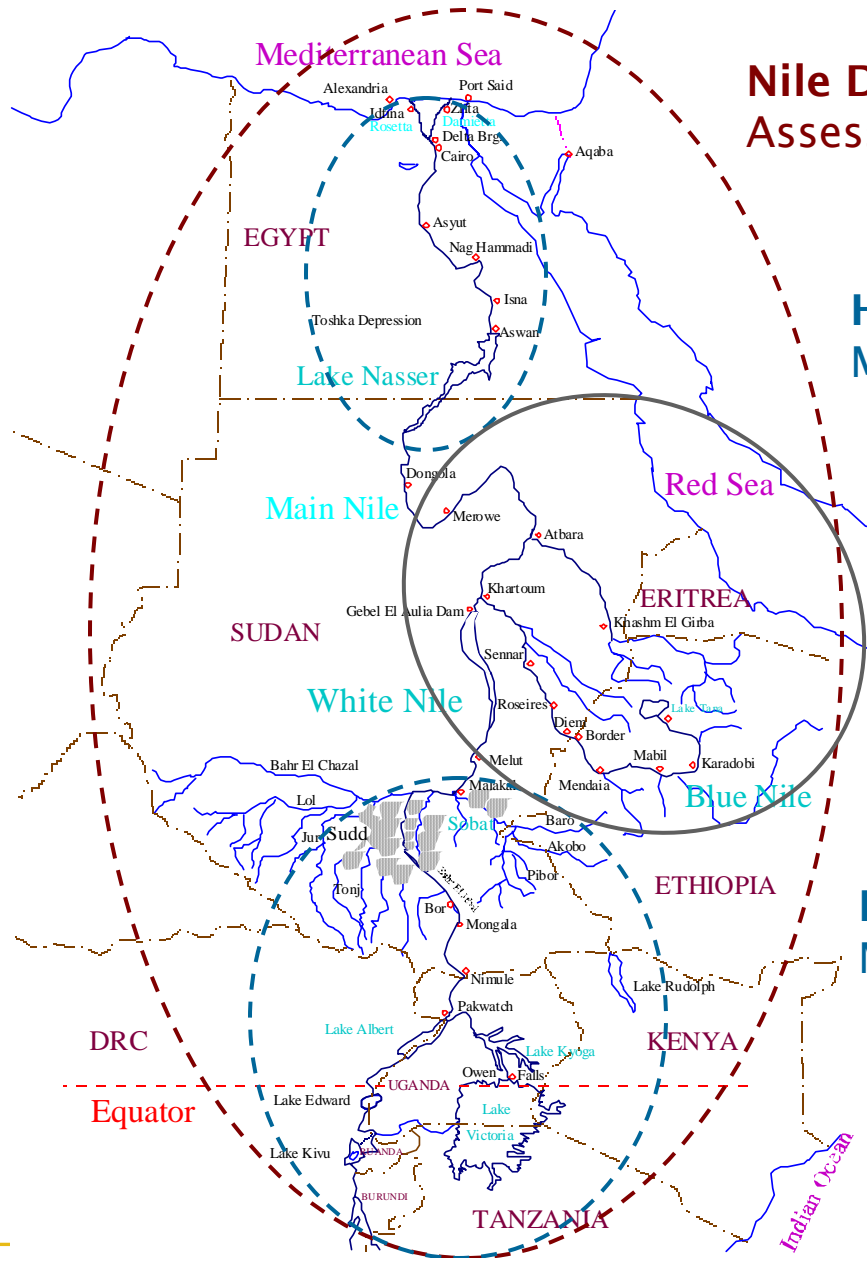 Mediterranean Sea
Nile D
Asses
Alexandria
Port Said
Idfina
Zifta
Rosetta
Damietta
Delta Brg.
Cairo
Aqaba
Asyut
EGYPT
Nag Hammadi
H
M
Isna
Toshka Depression
Aswan
Lake Nasser
Dongola
Red Sea
Main Nile
Merowe
Atbara
Khartoum
ERITREA
Gebel El Aulia Dam
Khashm El Girba
SUDAN
Sennar
White Nile
Roseires
Lake Tana
Diem
Border
Mabil
Karadobi
Melut
Bahr El Ghazal
Mendaia
Malakal
Blue Nile
Lol
Sobat
Baro
Jur
Sudd
Akobo
Pibor
Tonj
ETHIOPIA
Bor
Mongala
Nimule
Lake Rudolph
Pakwatch
Lake Albert
DRC
KENYA
Lake Kyoga
Owen Falls
UGANDA
Lake Edward
Equator
Lake
Victoria
Lake Kivu
RUANDA
BURUNDI
TANZANIA
Indian Ocean